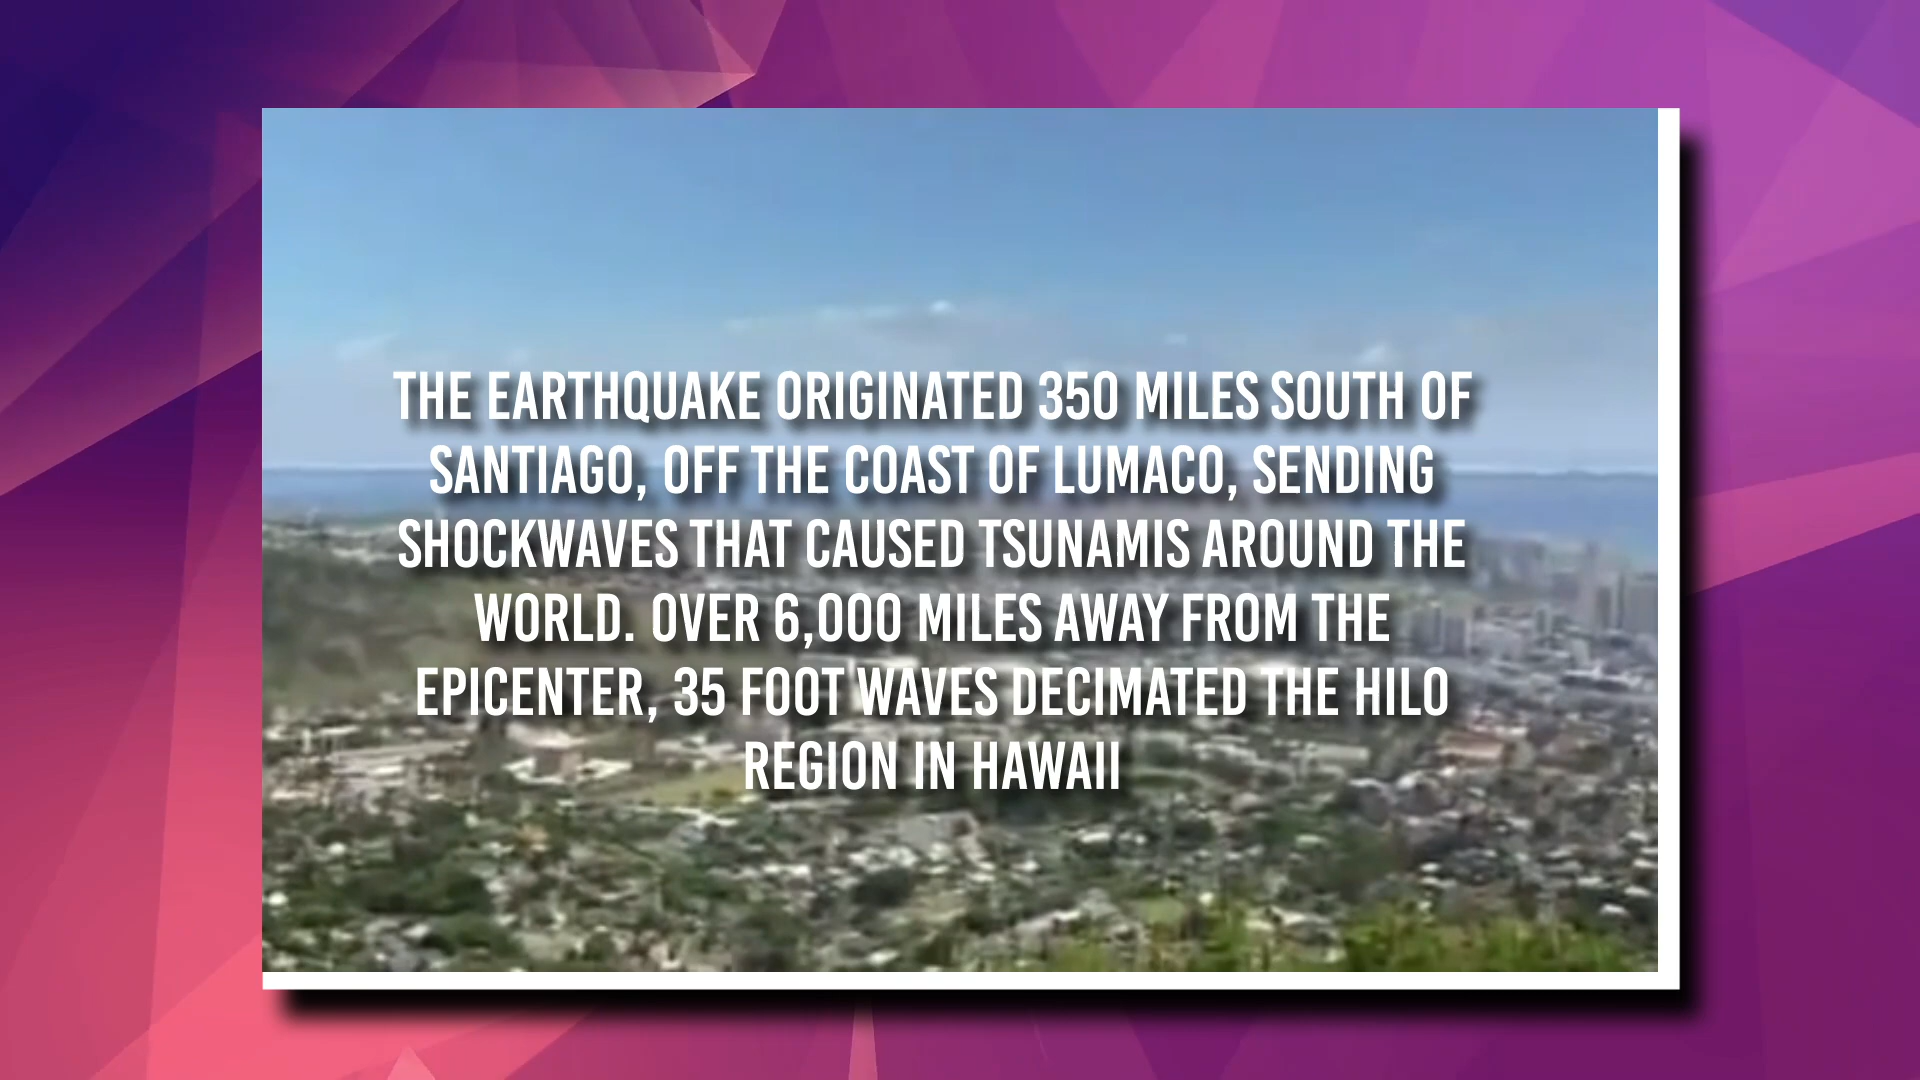 THE EARTHQUAKE ORIGINATED 350 MILES SOUTH OF
SANTIAGO, OFF THE COAST OF LUMACO, SENDING
SHOCKWAVES THAT CAUSED TSUNAMIS AROUND THE
WORLD. OVER 6,000 MILES AWAY FROM THE
EPICENTER, 35 FOOT WAVES DECIMATED THE HILO
REGION IN HAWAII